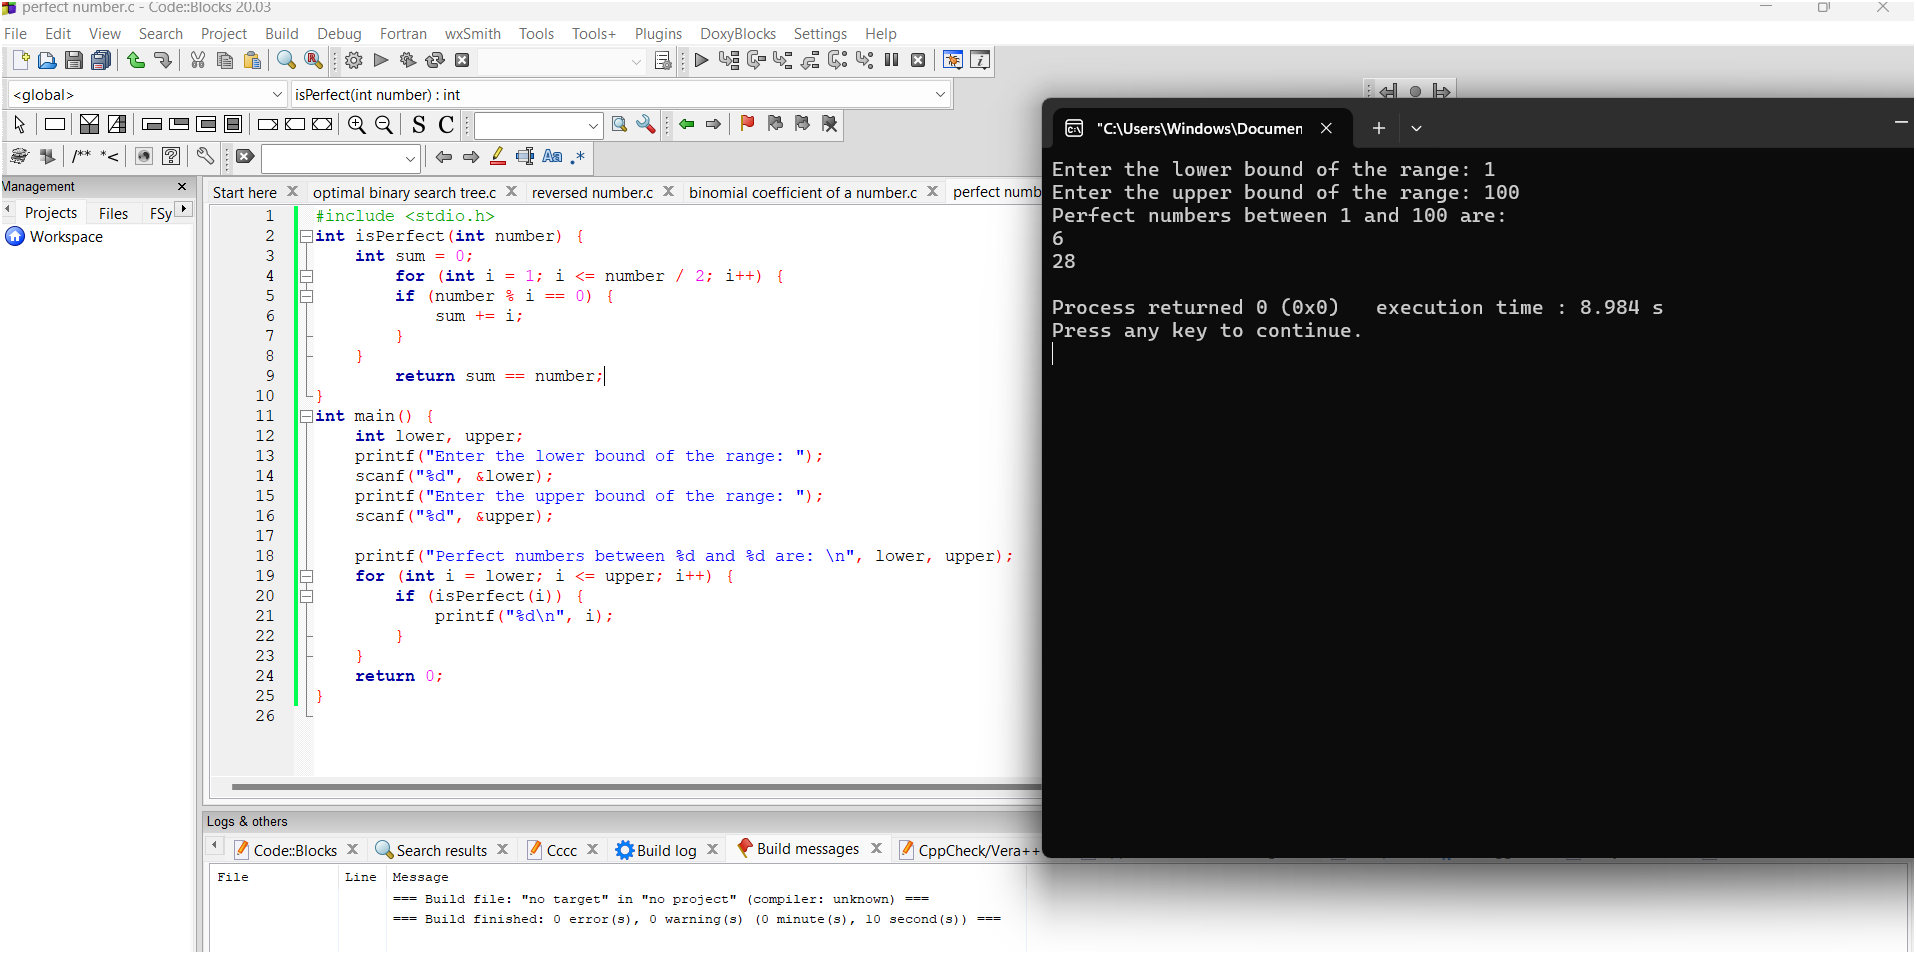 perfect number.c - Code::Blocks 20.03
File Edit View Search Project Build Debug Fortran wxSmith Tools Tools+ Plugins DoxyBlocks Settings Help
<global> isPerfect(int number) : int
S C
/** *< Aa .*
Management
Projects Files FSy
Workspace
Start here optimal binary search tree.c reversed number.c binomial coefficient of a number.c perfect numb
1 #include <stdio.h>
2 int isPerfect(int number) {
3     int sum = 0;
4         for (int i = 1; i <= number / 2; i++) {
5         if (number % i == 0) {
6             sum += i;
7         }
8     }
9         return sum == number;
10 }
11 int main() {
12     int lower, upper;
13     printf("Enter the lower bound of the range: ");
14     scanf("%d", &lower);
15     printf("Enter the upper bound of the range: ");
16     scanf("%d", &upper);
17
18     printf("Perfect numbers between %d and %d are: \n", lower, upper);
19     for (int i = lower; i <= upper; i++) {
20         if (isPerfect(i)) {
21             printf("%d\n", i);
22         }
23     }
24     return 0;
25 }
26
"C:\Users\Windows\Documen
Enter the lower bound of the range: 1
Enter the upper bound of the range: 100
Perfect numbers between 1 and 100 are:
6
28
Process returned 0 (0x0)   execution time : 8.984 s
Press any key to continue.
Logs & others
Code::Blocks Search results Cccc Build log Build messages CppCheck/Vera++
File Line Message
=== Build file: "no target" in "no project" (compiler: unknown) ===
=== Build finished: 0 error(s), 0 warning(s) (0 minute(s), 10 second(s)) ===